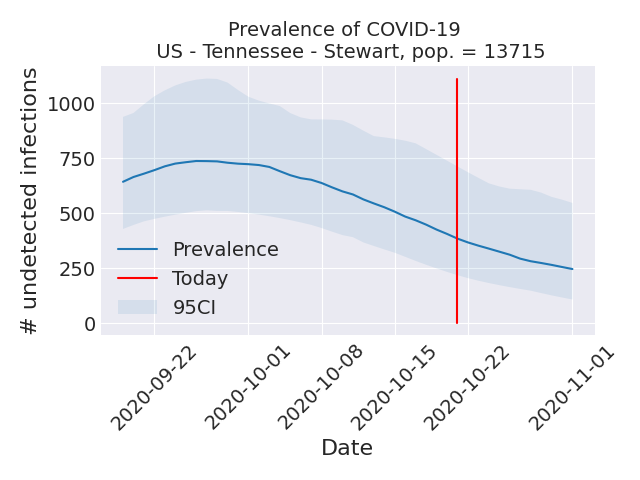 Prevalence of COVID-19
US - Tennessee - Stewart, pop. = 13715
# undetected infections
1000
750
500
250
0
Prevalence
Today
95CI
2020-09-22
2020-10-01
2020-10-08
2020-10-15
2020-10-22
2020-11-01
Date